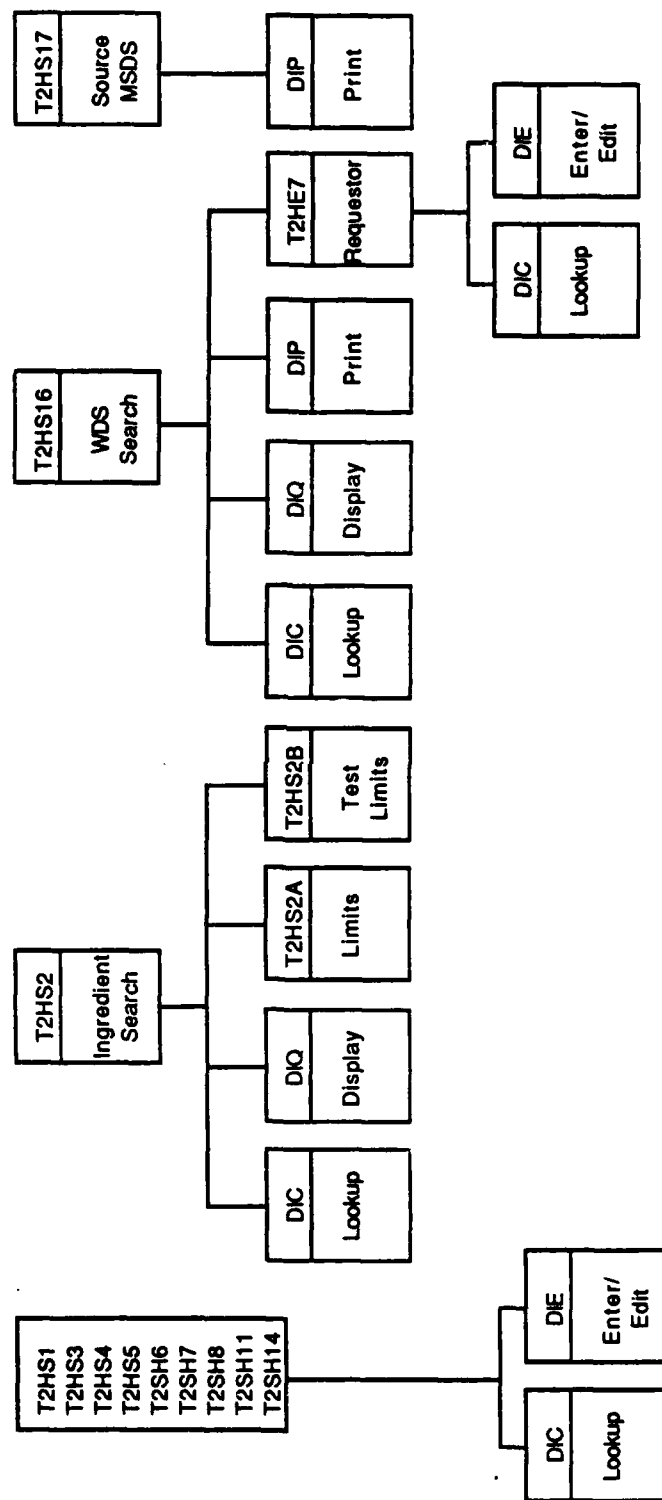 T2HS1
T2HS3
T2HS4
T2HS5
T2SH6
T2SH7
T2SH8
T2SH11
T2SH14
DIC
Lookup
DIE
Enter/
Edit
T2HS2
Ingredient
Search
DIC
Lookup
DIQ
Display
T2HS2A
Limits
T2HS2B
Test
Limits
T2HS16
WDS
Search
DIC
Lookup
DIQ
Display
DIP
Print
T2HE7
Requestor
DIC
Lookup
DIE
Enter/
Edit
T2HS17
Source
MSDS
DIP
Print